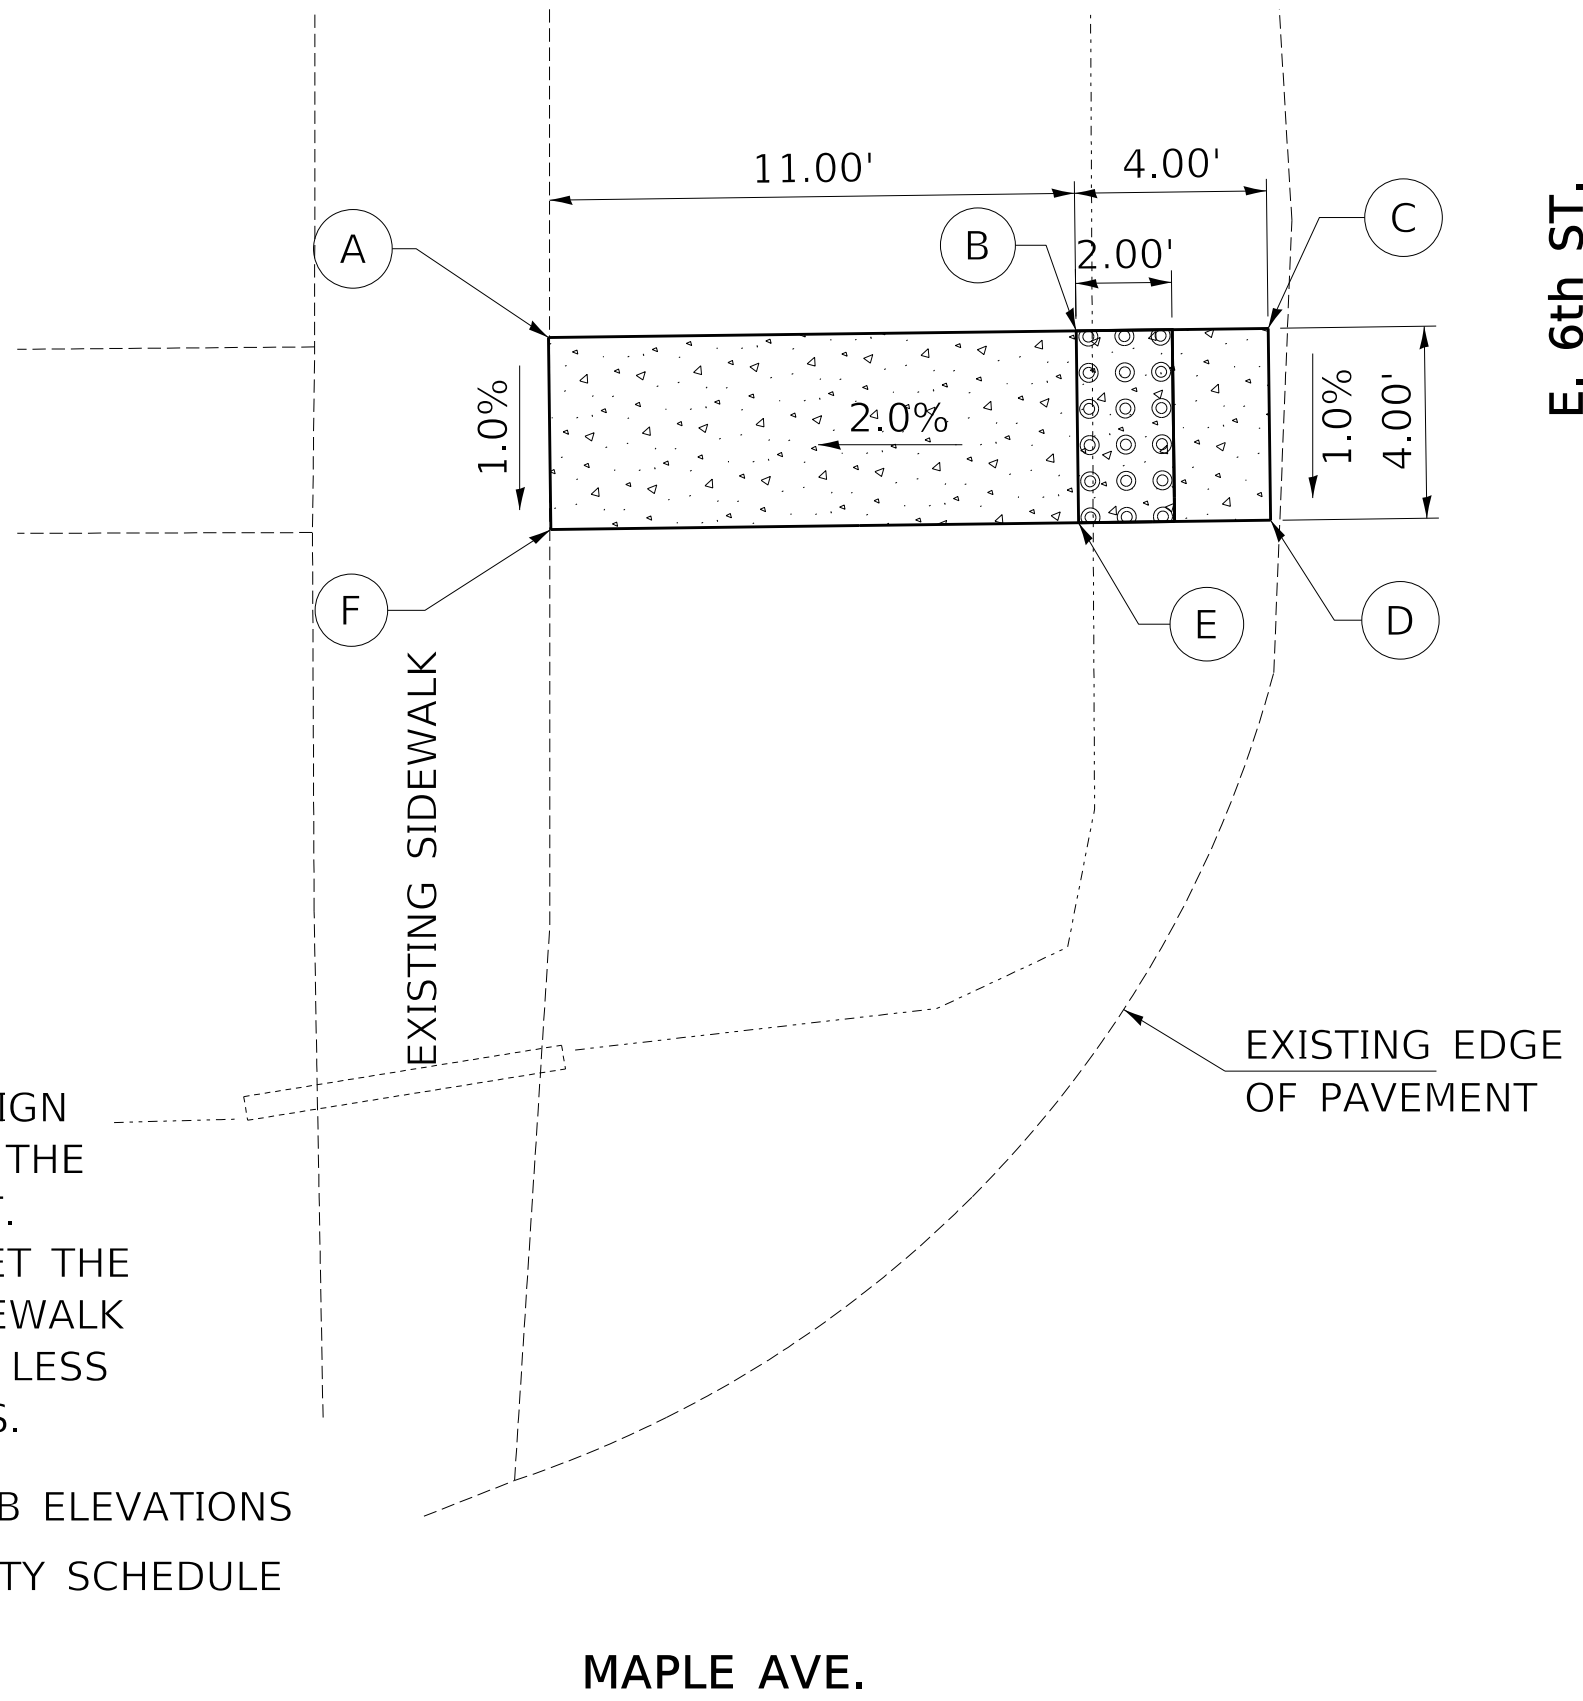 11.00'
4.00'
E. 6th ST.
A
B
2.00'
C
1.0%
2.0%
1.0%
4.00'
F
E
D
EXISTING SIDEWALK
EXISTING EDGE
OF PAVEMENT
IGN
THE
.
ET THE
EWALK
LESS
S.
B ELEVATIONS
TY SCHEDULE
MAPLE AVE.